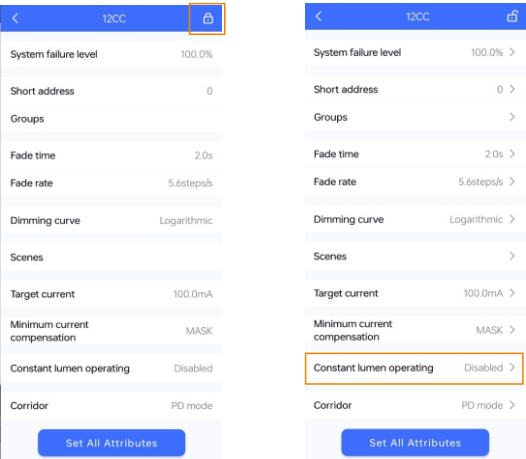 12CC
System failure level 100.0%
Short address 0
Groups
Fade time 2.0s
Fade rate 5.6steps/s
Dimming curve Logarithmic
Scenes
Target current 100.0mA
Minimum current
compensation MASK
Constant lumen operating Disabled
Corridor PD mode
Set All Attributes
12CC
System failure level 100.0%
Short address 0
Groups
Fade time 2.0s
Fade rate 5.6steps/s
Dimming curve Logarithmic
Scenes
Target current 100.0mA
Minimum current
compensation MASK
Constant lumen operating Disabled
Corridor PD mode
Set All Attributes